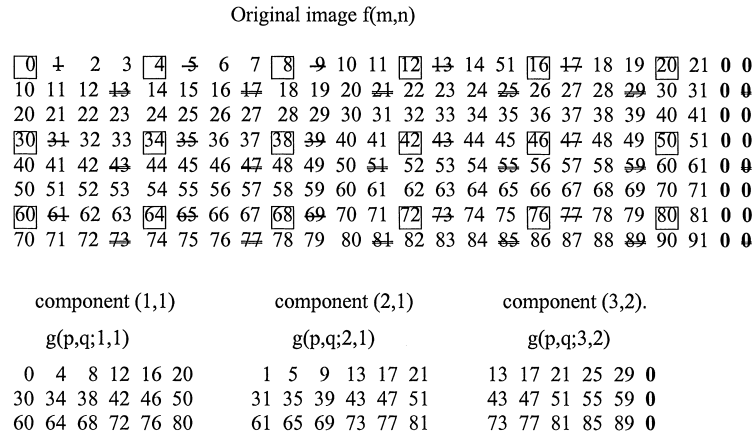 Original image f(m,n)
0 1 2 3 4 5 6 7 8 9 10 11 12 13 14 51 16 17 18 19 20 21 0 0
10 11 12 13 14 15 16 17 18 19 20 21 22 23 24 25 26 27 28 29 30 31 0 0
20 21 22 23 24 25 26 27 28 29 30 31 32 33 34 35 36 37 38 39 40 41 0 0
30 31 32 33 34 35 36 37 38 39 40 41 42 43 44 45 46 47 48 49 50 51 0 0
40 41 42 43 44 45 46 47 48 49 50 51 52 53 54 55 56 57 58 59 60 61 0 0
50 51 52 53 54 55 56 57 58 59 60 61 62 63 64 65 66 67 68 69 70 71 0 0
60 61 62 63 64 65 66 67 68 69 70 71 72 73 74 75 76 77 78 79 80 81 0 0
70 71 72 73 74 75 76 77 78 79 80 81 82 83 84 85 86 87 88 89 90 91 0 0
component (1,1) component (2,1) component (3,2).
g(p,q;1,1) g(p,q;2,1) g(p,q;3,2)
0 4 8 12 16 20 1 5 9 13 17 21 13 17 21 25 29 0
30 34 38 42 46 50 31 35 39 43 47 51 43 47 51 55 59 0
60 64 68 72 76 80 61 65 69 73 77 81 73 77 81 85 89 0